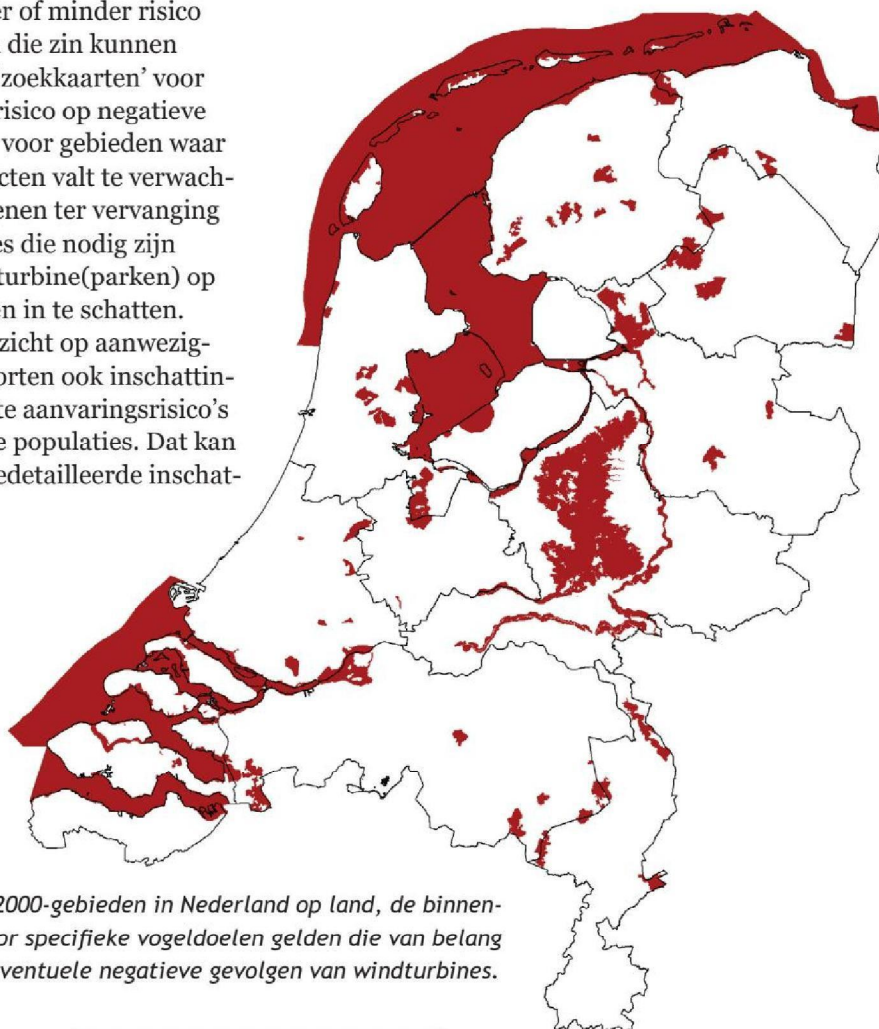 er of minder risico
die zin kunnen
zoekkaarten’ voor
risico op negatieve
voor gebieden waar
cten valt te verwach-
enen ter vervanging
es die nodig zijn
turbine(parken) op
en in te schatten.
zicht op aanwezig-
orten ook inschattin-
te aanvaringsrisico’s
e populaties. Dat kan
edetailleerde inschat-
2000-gebieden in Nederland op land, de binnen-
or specifieke vogeldoelen gelden die van belang
ventuele negatieve gevolgen van windturbines.